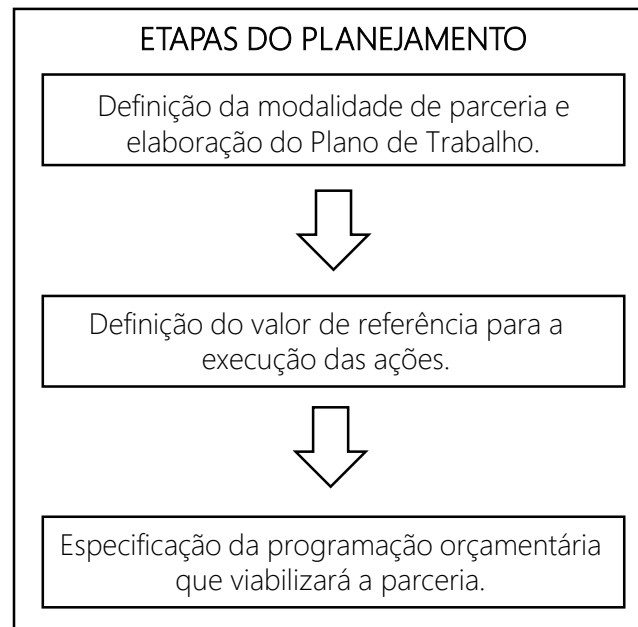 ETAPAS DO PLANEJAMENTO
Definição da modalidade de parceria e
elaboração do Plano de Trabalho.
Definição do valor de referência para a
execução das ações.
Especificação da programação orçamentária
que viabilizará a parceria.